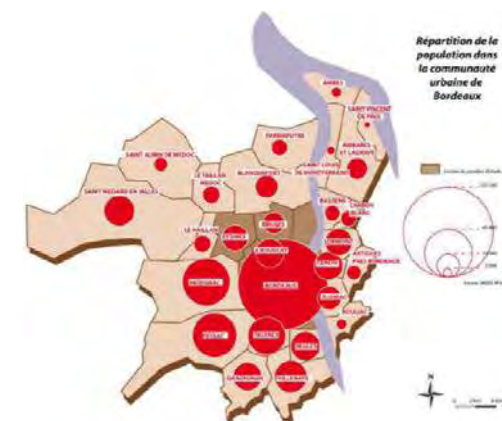 Répartition de la
population dans
la communauté
urbaine de
Bordeaux
AMBES
SAINT VINCENT
DE PAUL
PAREMPUYRE
AMBARES
ET LAGRAVE
SAINT LOUIS
DE MONTFERRAND
SAINT AUBIN DE MEDOC
LE TAILLAN
MEDOC
BLANQUEFORT
SAINT MEDARD EN JALLES
BASSENS
CARBON
BLANC
BRUGES
EYSINES
LE HAILLAN
LORMONT
LE BOUSCAT
ARTIGUES
PRES BORDEAUX
CENON
MERIGNAC
BORDEAUX
FLOIRAC
BOULIAC
PESSAC
TALENCE
BEGLES
GRADIGNAN
VILLENAVE
N